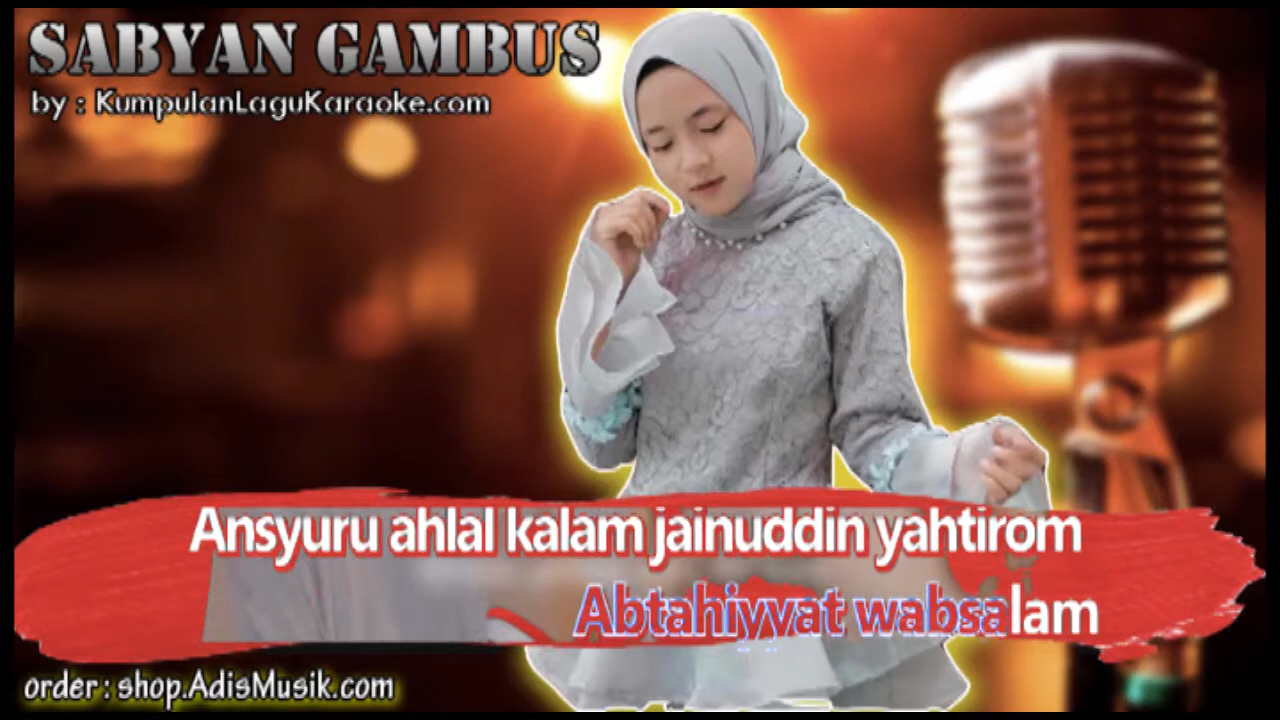 SABYAN GAMBUS
by : KumpulanLaguKaraoke.com
Ansyuru ahlal kalam jainuddin yahtirom
Abtahiyyat wabsalam
order : shop.AdisMusik.com